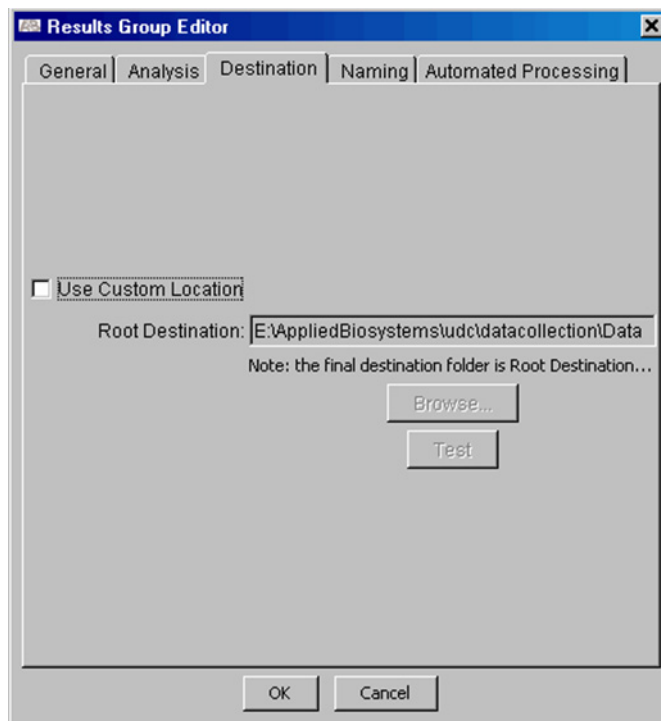 Results Group Editor
General Analysis Destination Naming Automated Processing
Use Custom Location
Root Destination: E:\AppliedBiosystems\udc\datacollection\Data
Note: the final destination folder is Root Destination...
Browse...
Test
OK Cancel